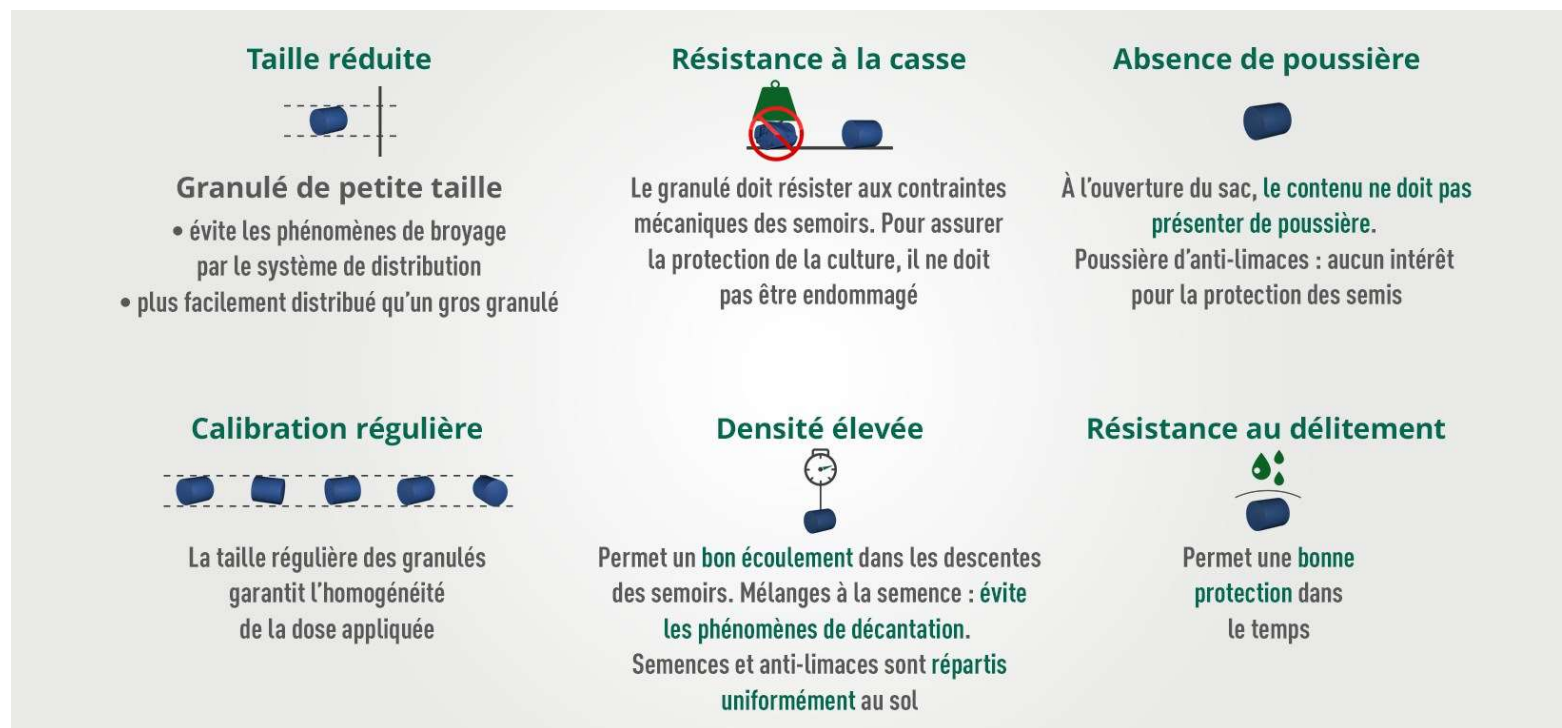 Taille réduite
Granulé de petite taille
• évite les phénomènes de broyage
par le système de distribution
• plus facilement distribué qu'un gros granulé
Résistance à la casse
Le granulé doit résister aux contraintes
mécaniques des semoirs. Pour assurer
la protection de la culture, il ne doit
pas être endommagé
Absence de poussière
À l'ouverture du sac, le contenu ne doit pas
présenter de poussière.
Poussière d'anti-limaces : aucun intérêt
pour la protection des semis
Calibration régulière
La taille régulière des granulés
garantit l'homogénéité
de la dose appliquée
Densité élevée
Permet un bon écoulement dans les descentes
des semoirs. Mélanges à la semence : évite
les phénomènes de décantation.
Semences et anti-limaces sont répartis
uniformément au sol
Résistance au délitement
Permet une bonne
protection dans
le temps